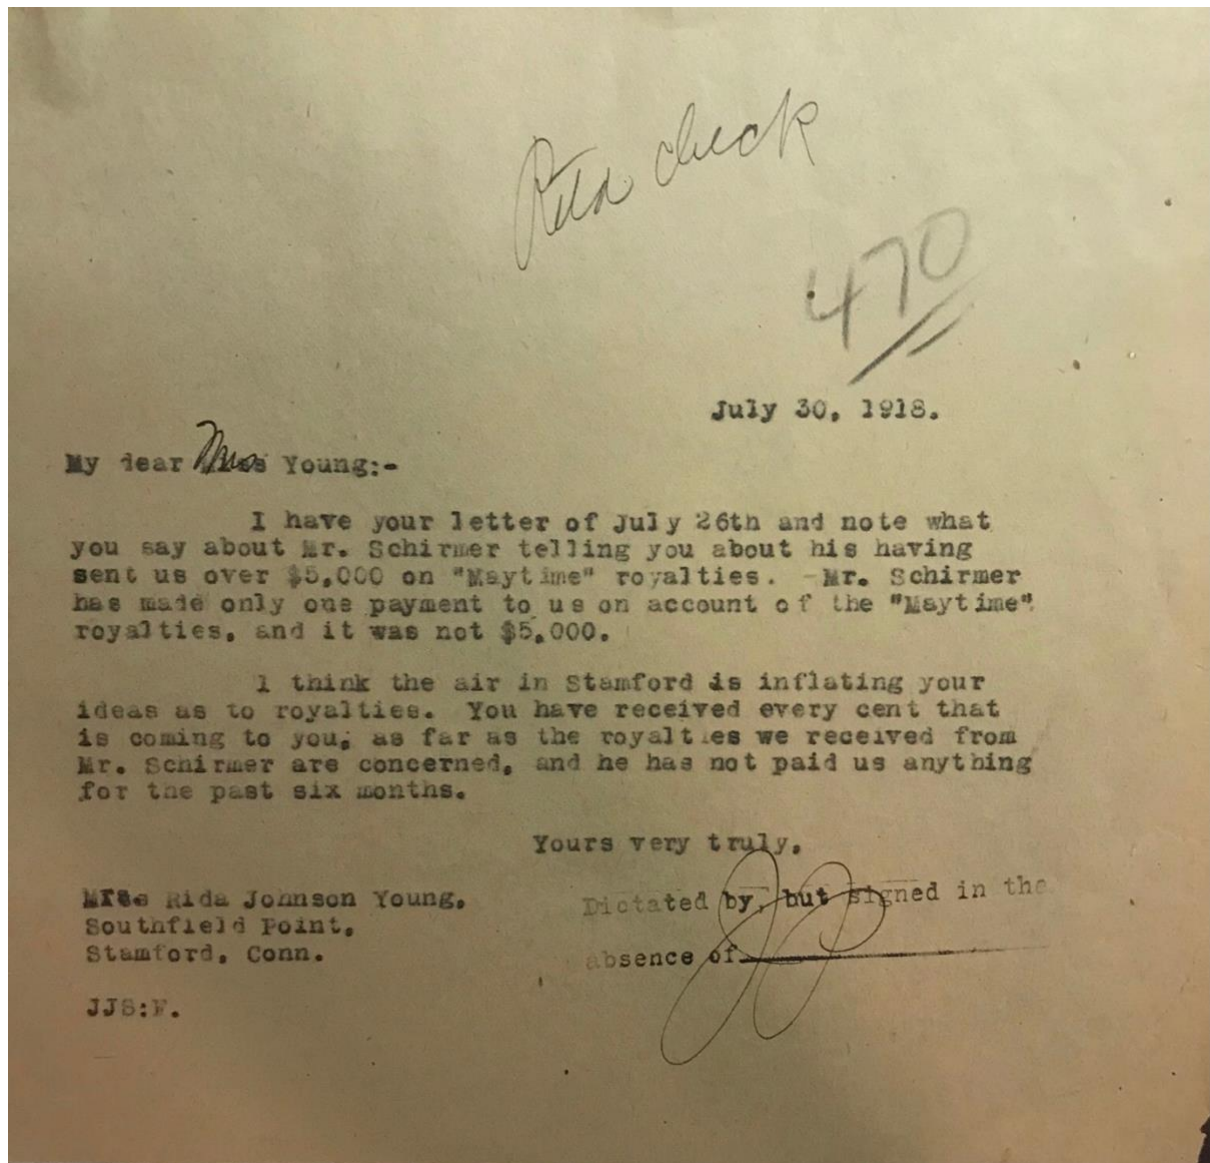 Rida check
470
July 30, 1918.
My dear Mrs Young:-
I have your letter of July 26th and note what
you say about Mr. Schirmer telling you about his having
sent us over $5,000 on "Maytime" royalties. Mr. Schirmer
has made only one payment to us on account of the "Maytime"
royalties, and it was not $5,000.
I think the air in Stamford is inflating your
ideas as to royalties. You have received every cent that
is coming to you, as far as the royalties we received from
Mr. Schirmer are concerned, and he has not paid us anything
for the past six months.
Yours very truly,
Rida Johnson Young,
Southfield Point,
Stamford, Conn.
Dictated by, but signed in the
absence of
JJS:F.